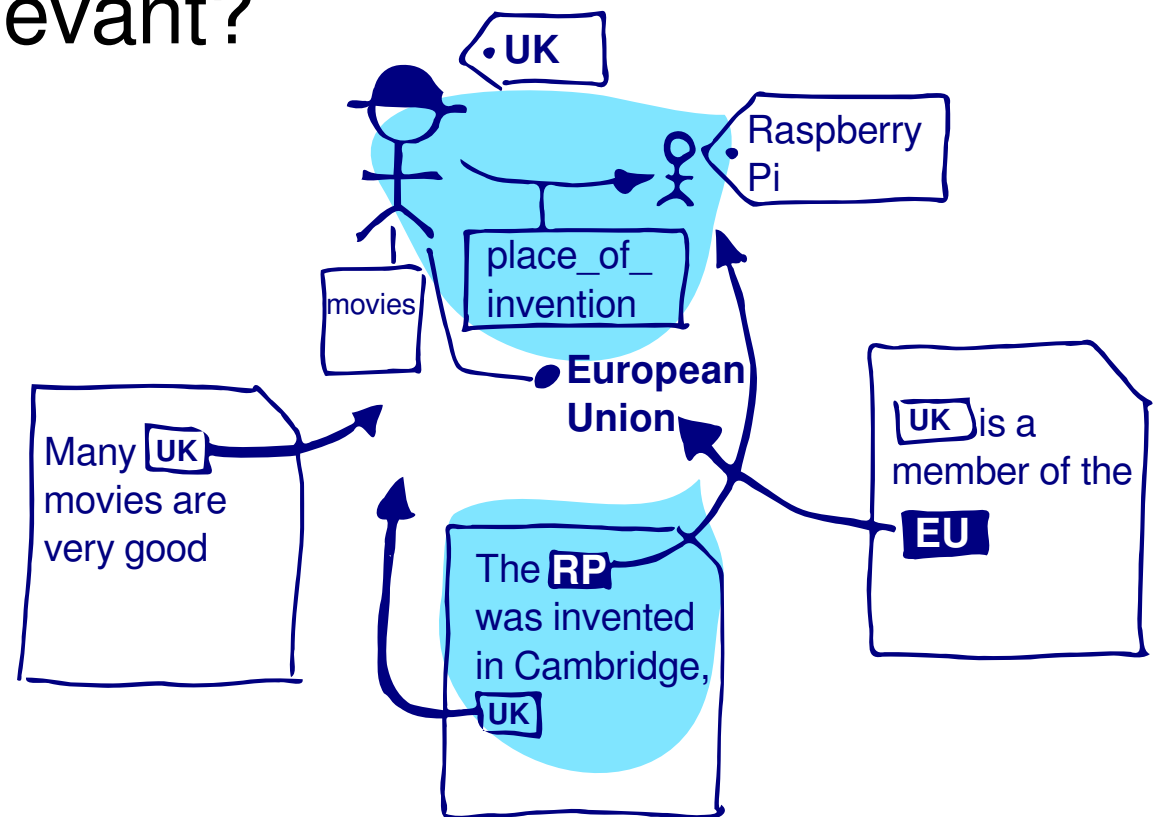 evant?
UK
Raspberry
Pi
place_of_
invention
movies
European
Union
Many UK
movies are
very good
The RP
was invented
in Cambridge,
UK
UK is a
member of the
EU